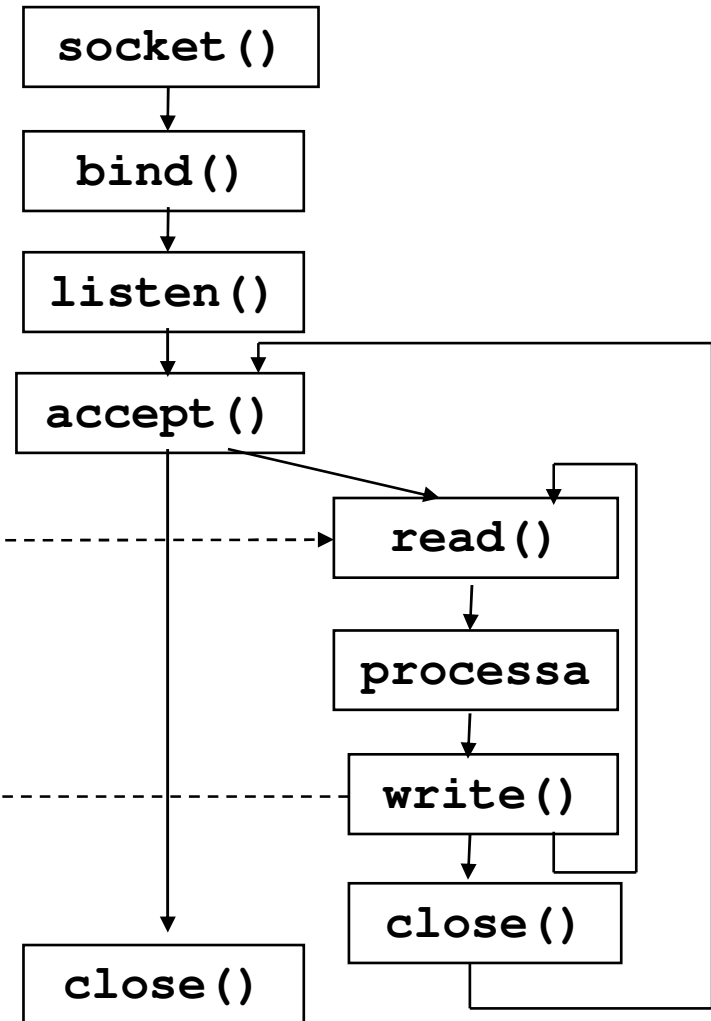 socket()
bind()
listen()
accept()
read()
processa
write()
close()
close()